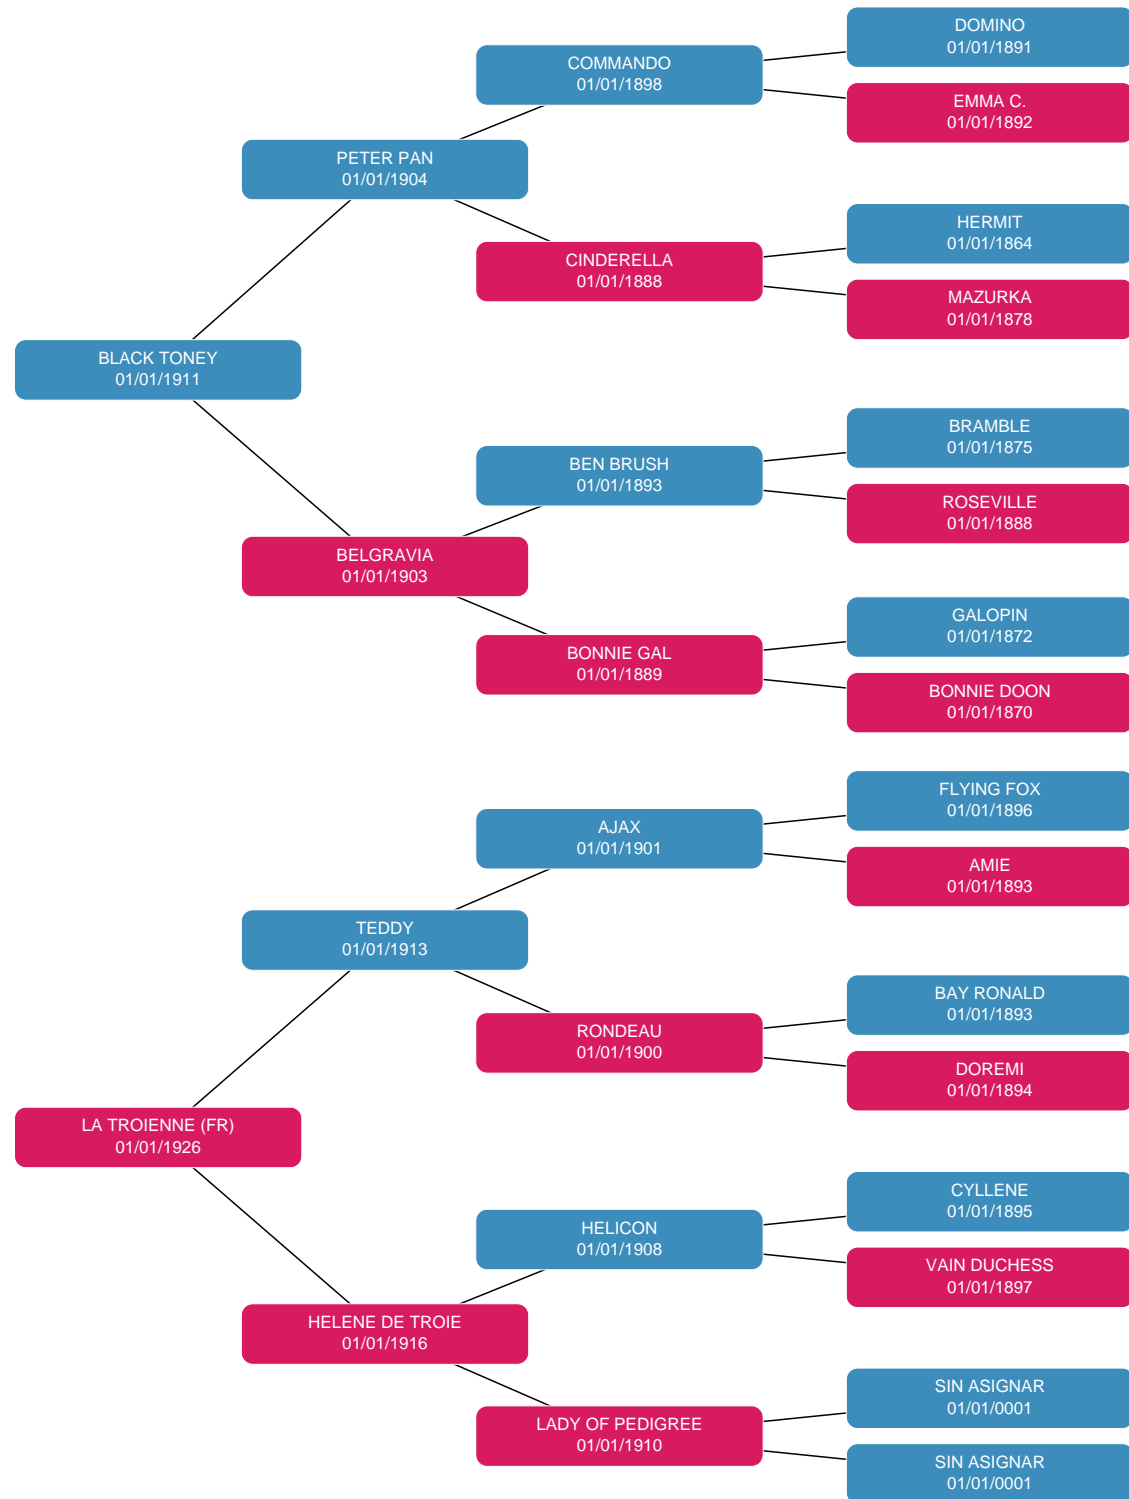 DOMINO
01/01/1891
COMMANDO
01/01/1898
EMMA C.
01/01/1892
PETER PAN
01/01/1904
HERMIT
01/01/1864
CINDERELLA
01/01/1888
MAZURKA
01/01/1878
BLACK TONEY
01/01/1911
BRAMBLE
01/01/1875
BEN BRUSH
01/01/1893
ROSEVILLE
01/01/1888
BELGRAVIA
01/01/1903
GALOPIN
01/01/1872
BONNIE GAL
01/01/1889
BONNIE DOON
01/01/1870
FLYING FOX
01/01/1896
AJAX
01/01/1901
AMIE
01/01/1893
TEDDY
01/01/1913
BAY RONALD
01/01/1893
RONDEAU
01/01/1900
DOREMI
01/01/1894
LA TROIENNE (FR)
01/01/1926
CYLLENE
01/01/1895
HELICON
01/01/1908
VAIN DUCHESS
01/01/1897
HELENE DE TROIE
01/01/1916
SIN ASIGNAR
01/01/0001
LADY OF PEDIGREE
01/01/1910
SIN ASIGNAR
01/01/0001